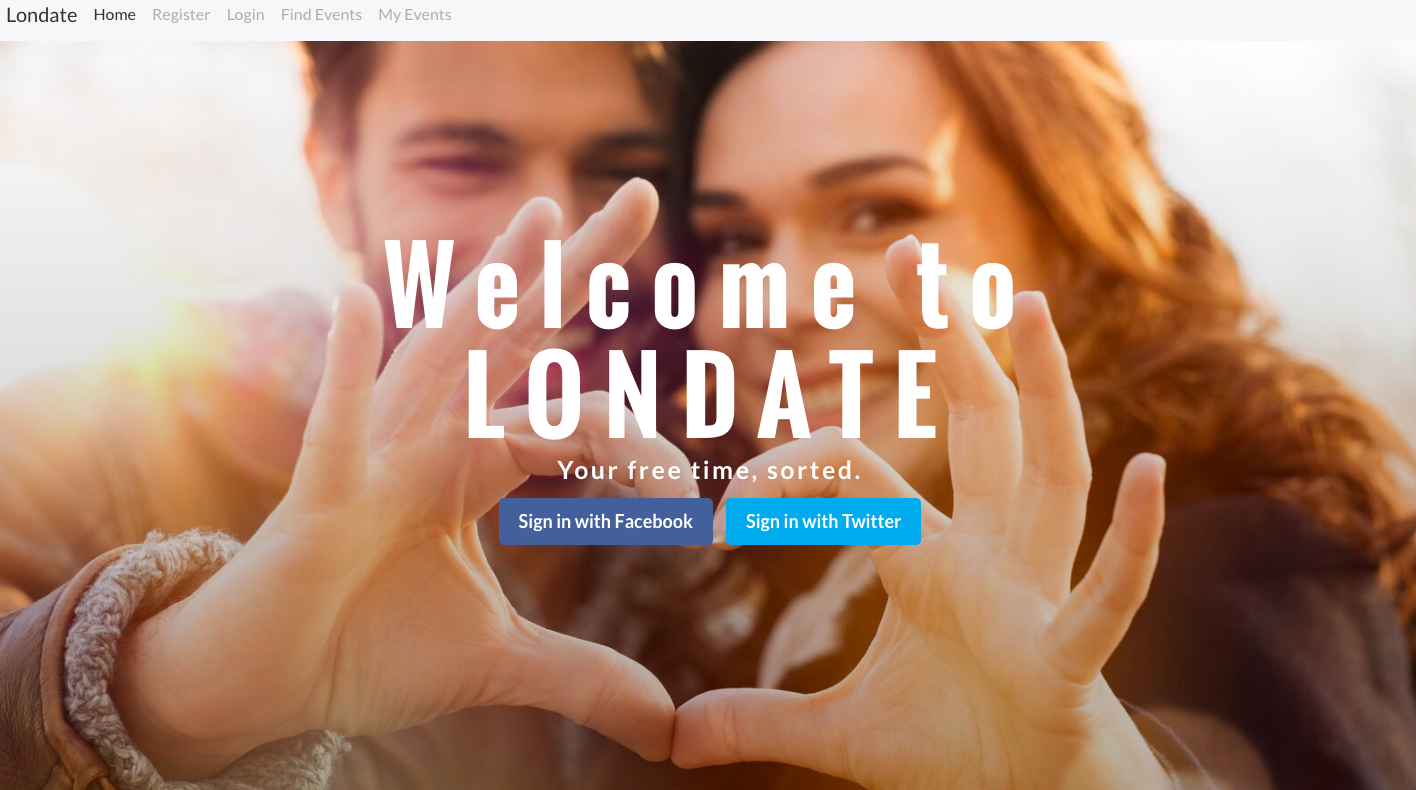 Londate Home Register Login Find Events My Events
Welcome to
LONDATE
Your free time, sorted.
Sign in with Facebook Sign in with Twitter